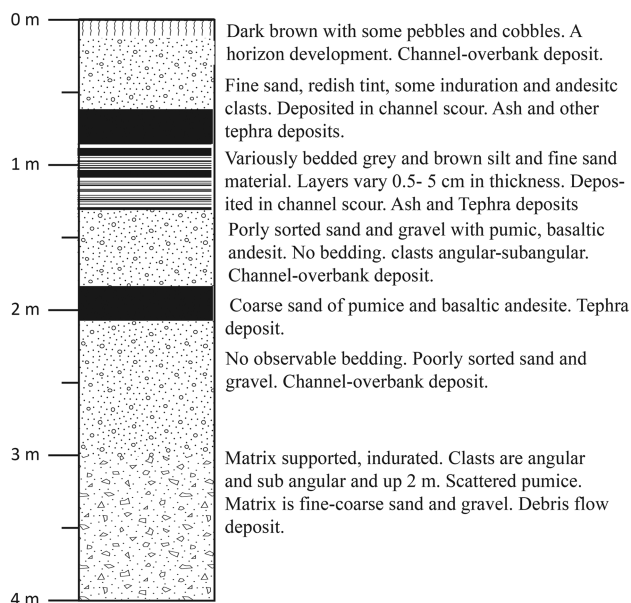 0 m
Dark brown with some pebbles and cobbles. A
horizon development. Channel-overbank deposit.
Fine sand, redish tint, some induration and andesitc
clasts. Deposited in channel scour. Ash and other
tephra deposits.
1 m
Variously bedded grey and brown silt and fine sand
material. Layers vary 0.5- 5 cm in thickness. Depos-
ited in channel scour. Ash and Tephra deposits
Porly sorted sand and gravel with pumic, basaltic
andesit. No bedding. clasts angular-subangular.
Channel-overbank deposit.
2 m
Coarse sand of pumice and basaltic andesite. Tephra
deposit.
No observable bedding. Poorly sorted sand and
gravel. Channel-overbank deposit.
3 m
Matrix supported, indurated. Clasts are angular
and sub angular and up 2 m. Scattered pumice.
Matrix is fine-coarse sand and gravel. Debris flow
deposit.
4 m